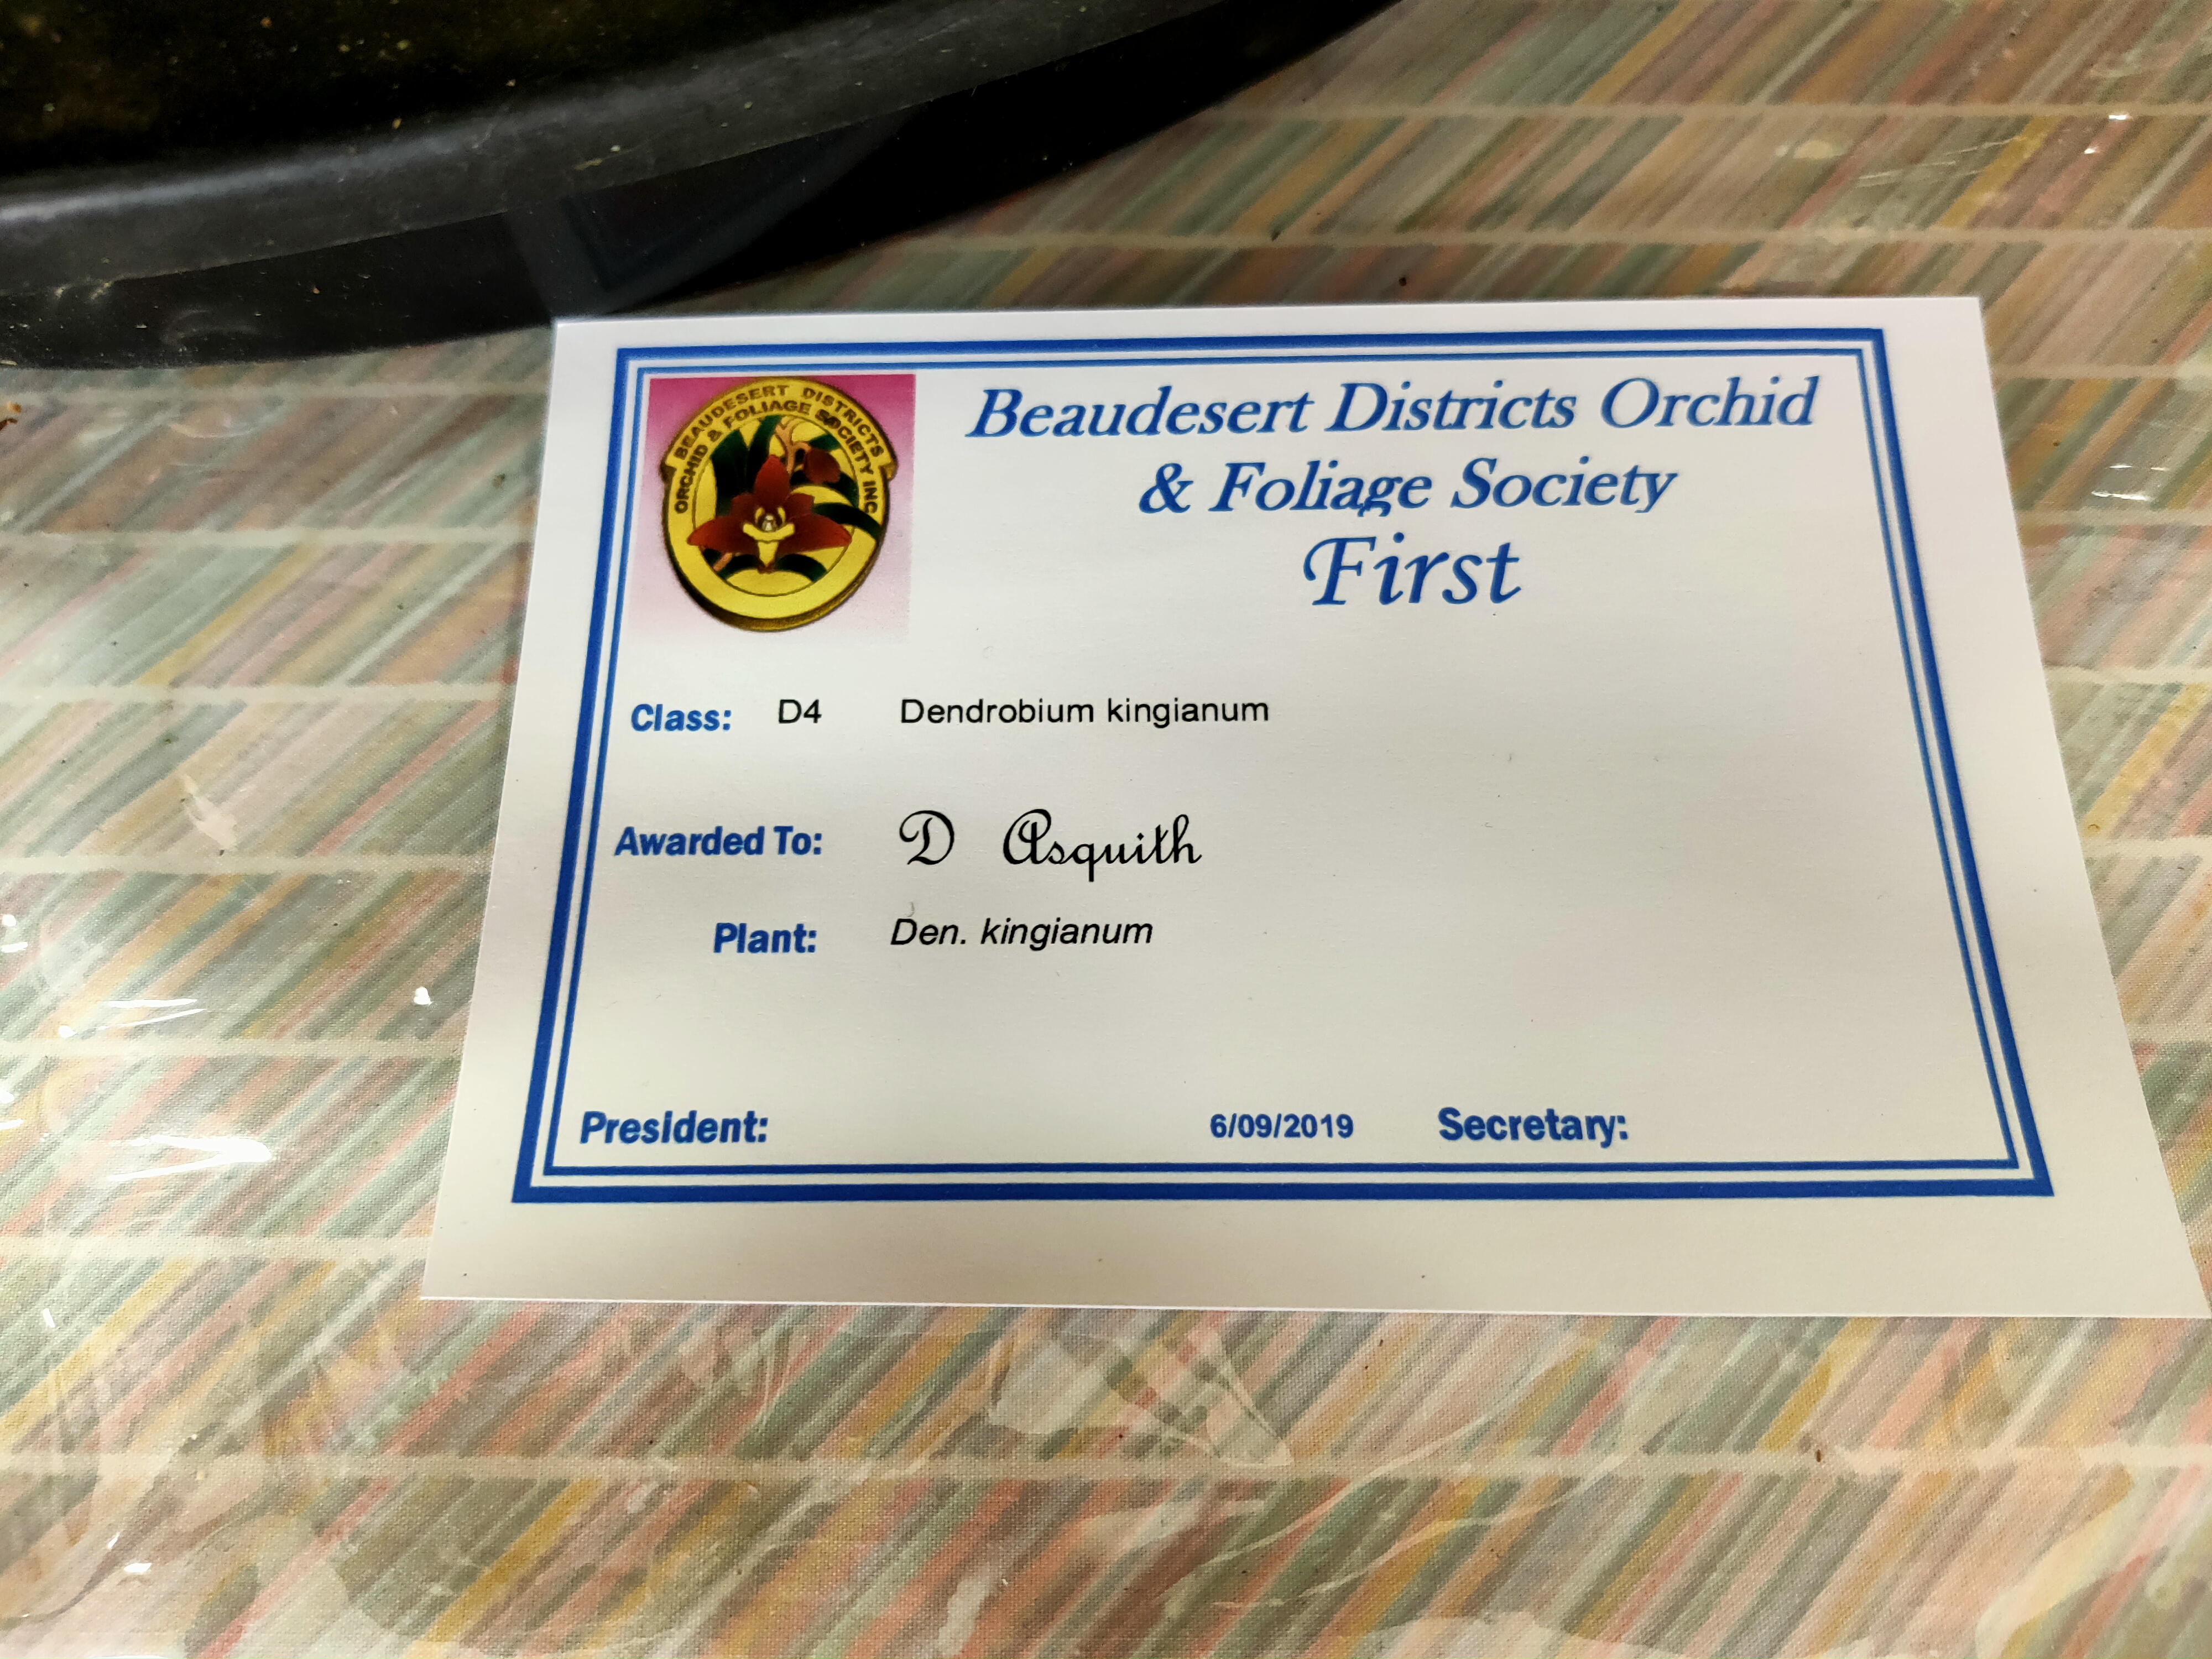 BEAUDESERT DISTRICTS
ORCHID & FOLIAGE SOCIETY INC
Beaudesert Districts Orchid
& Foliage Society
First
Class: D4 Dendrobium kingianum
Awarded To: D Asquith
Plant: Den. kingianum
President: 6/09/2019 Secretary: